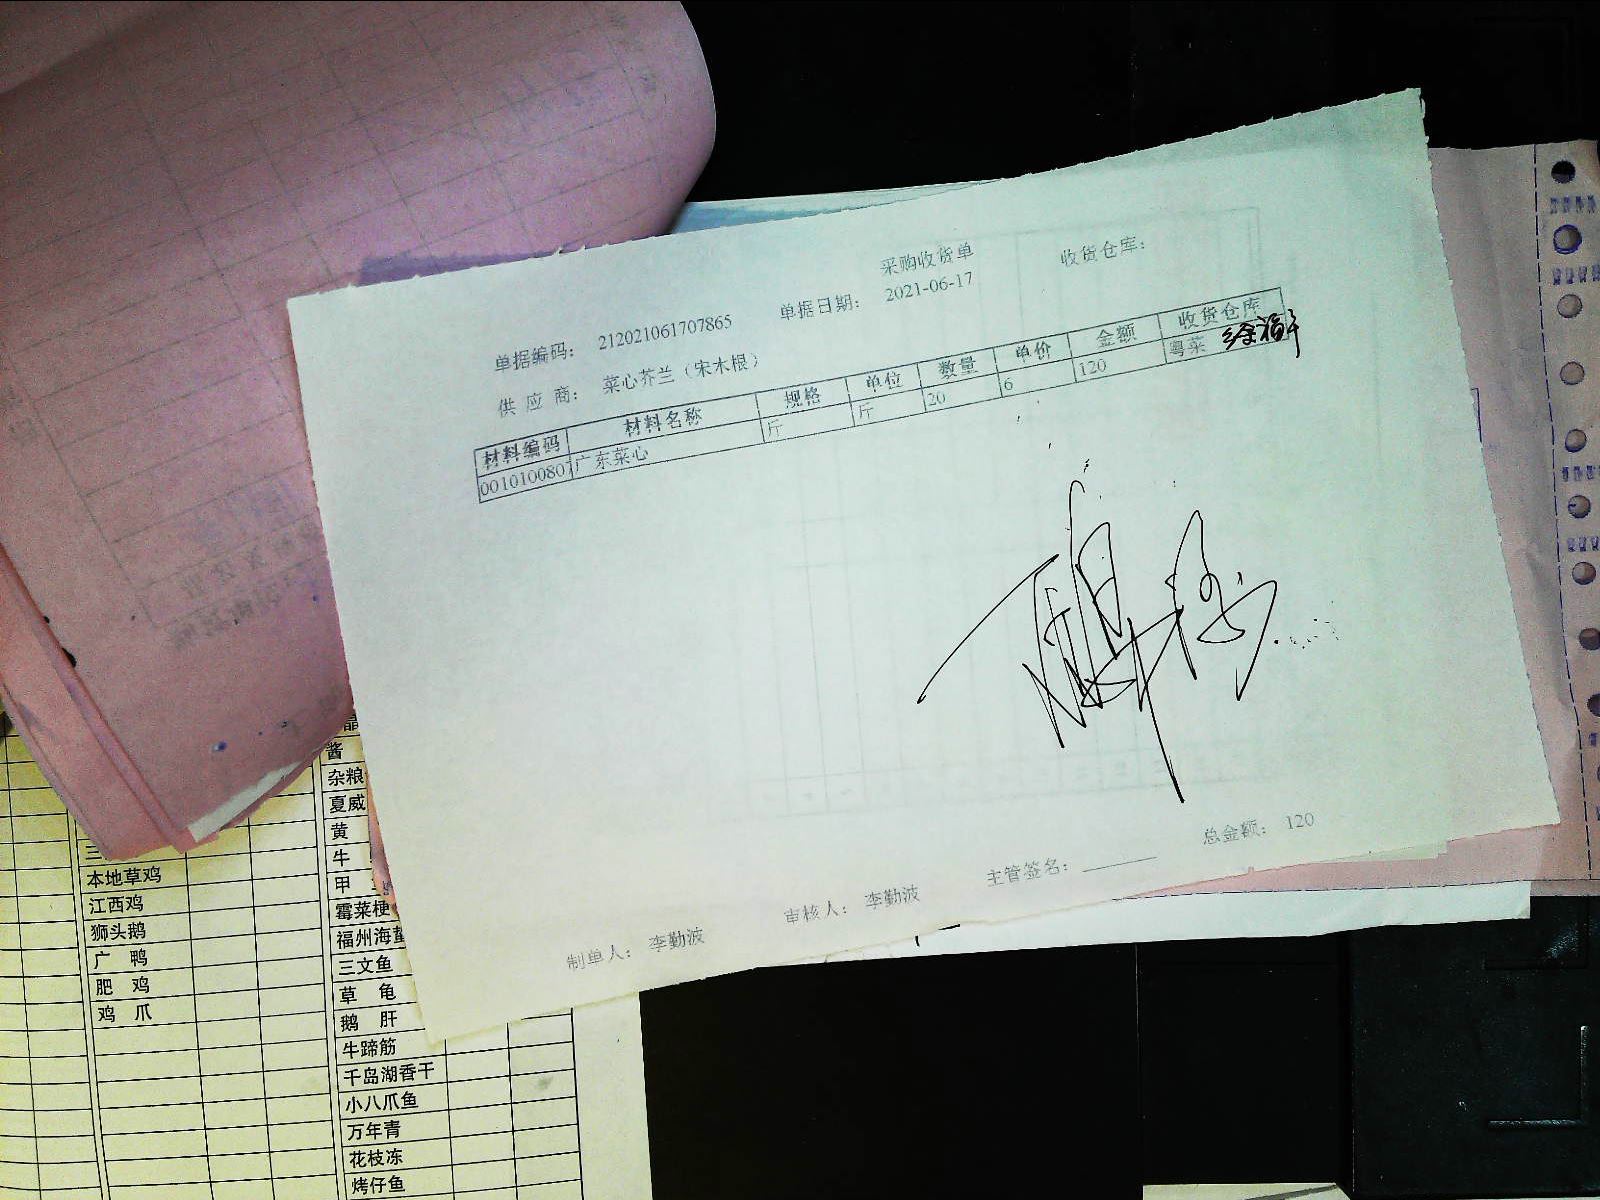 采购收货单
单据编码： 212021061707865 单据日期： 2021-06-17 收货仓库：
供 应 商： 菜心芥兰（宋木根）
材料编码 材料名称 规格 单位 数量 单价 金额 收货仓库
0010100807 广东菜心 斤 斤 20 6 120 粤菜
总金额： 120
制单人： 李勤波 审核人： 李勤波 主管签名：
本地草鸡
江西鸡
狮头鹅
广 鸭
肥 鸡
鸡 爪
酱
杂粮
夏威
黄
牛
甲
霉菜梗
福州海
三文鱼
草 龟
鹅 肝
牛蹄筋
千岛湖香干
小八爪鱼
万年青
花枝冻
烤仔鱼